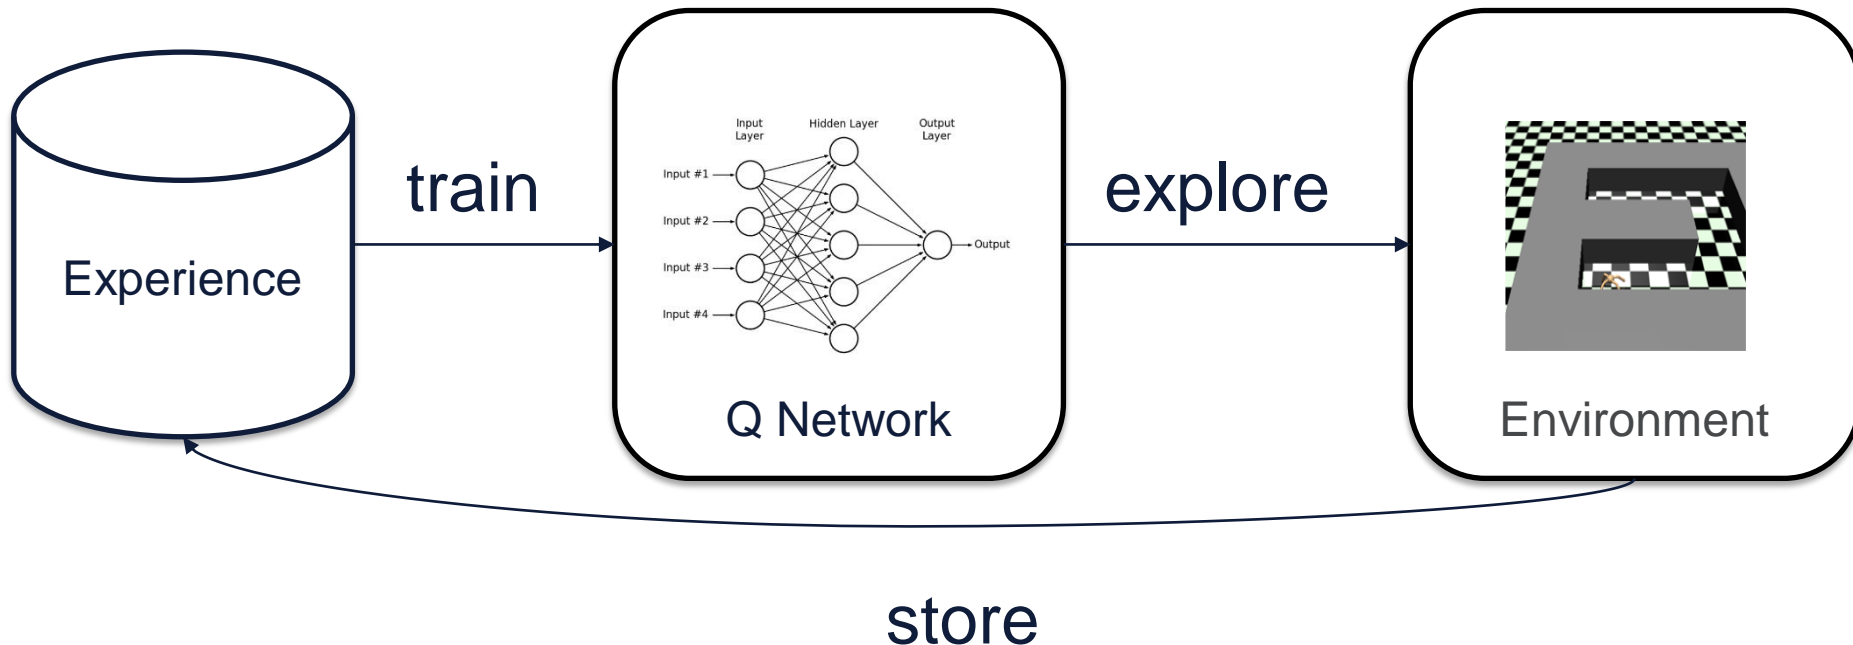 Experience
train
Input
Layer
Hidden Layer
Output
Layer
Input #1
Input #2
Input #3
Input #4
Output
Q Network
explore
Environment
store